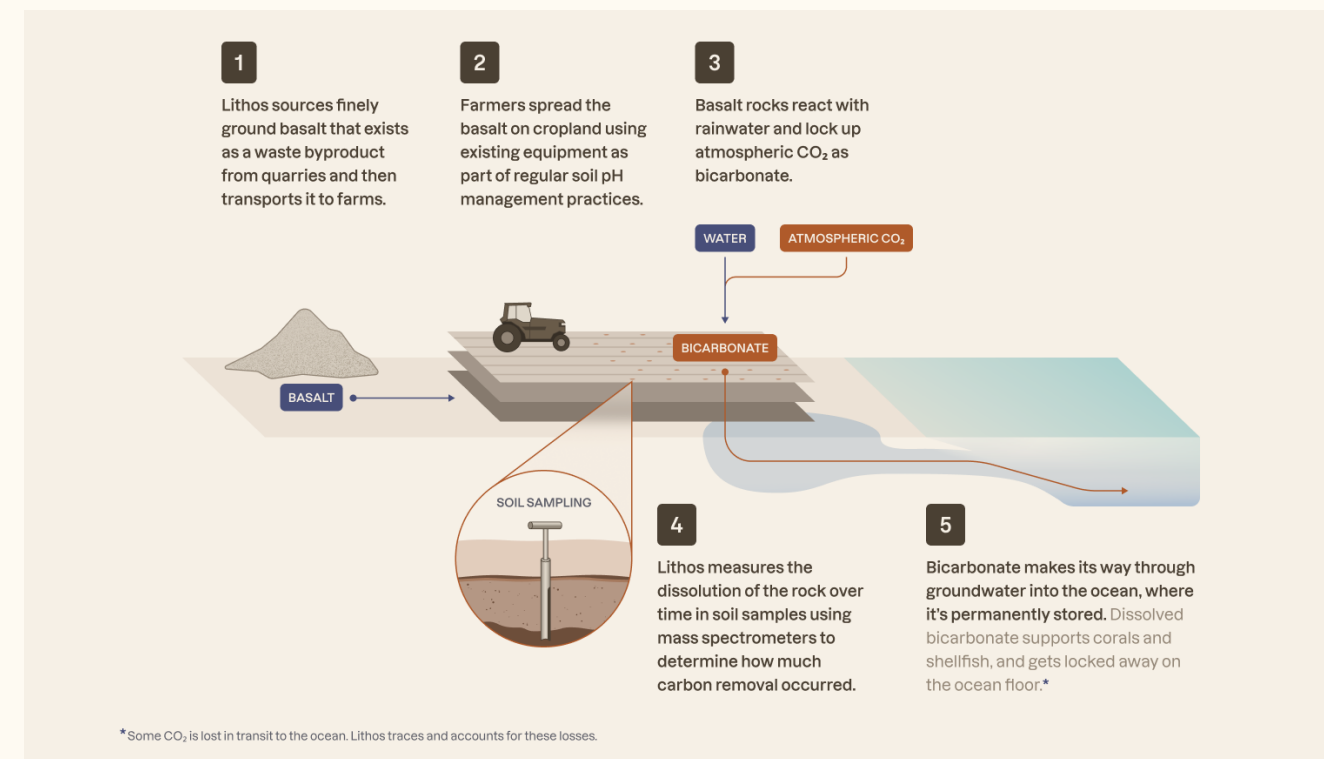 1
Lithos sources finely
ground basalt that exists
as a waste byproduct
from quarries and then
transports it to farms.
2
Farmers spread the
basalt on cropland using
existing equipment as
part of regular soil pH
management practices.
3
Basalt rocks react with
rainwater and lock up
atmospheric CO₂ as
bicarbonate.
WATER
ATMOSPHERIC CO₂
BICARBONATE
BASALT
SOIL SAMPLING
4
Lithos measures the
dissolution of the rock over
time in soil samples using
mass spectrometers to
determine how much
carbon removal occurred.
5
Bicarbonate makes its way through
groundwater into the ocean, where
it's permanently stored. Dissolved
bicarbonate supports corals and
shellfish, and gets locked away on
the ocean floor.*
*Some CO₂ is lost in transit to the ocean. Lithos traces and accounts for these losses.